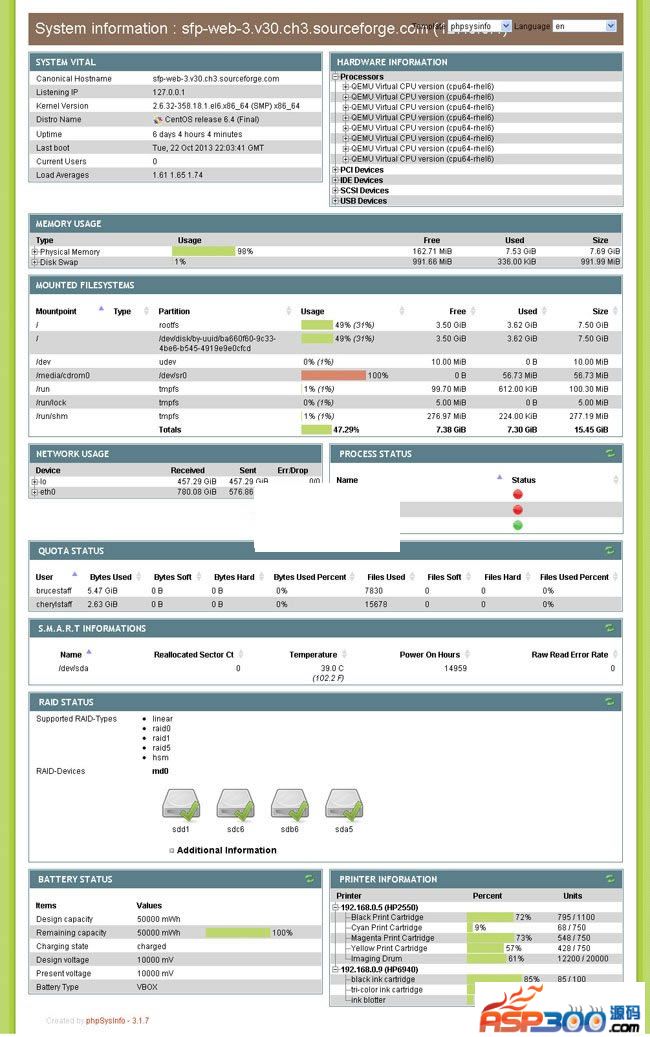 System information : sfp-web-3.v30.ch3.sourceforge.com
Template phpsysinfo Language en
SYSTEM VITAL
Canonical Hostname sfp-web-3.v30.ch3.sourceforge.com
Listening IP 127.0.0.1
Kernel Version 2.6.32-358.18.1.el6.x86_64 (SMP) x86_64
Distro Name CentOS release 6.4 (Final)
Uptime 6 days 4 hours 4 minutes
Last boot Tue, 22 Oct 2013 22:03:41 GMT
Current Users 0
Load Averages 1.61 1.65 1.74
HARDWARE INFORMATION
Processors
QEMU Virtual CPU version (cpu64-rhel6)
QEMU Virtual CPU version (cpu64-rhel6)
QEMU Virtual CPU version (cpu64-rhel6)
QEMU Virtual CPU version (cpu64-rhel6)
QEMU Virtual CPU version (cpu64-rhel6)
QEMU Virtual CPU version (cpu64-rhel6)
QEMU Virtual CPU version (cpu64-rhel6)
QEMU Virtual CPU version (cpu64-rhel6)
PCI Devices
IDE Devices
SCSI Devices
USB Devices
MEMORY USAGE
Type Usage Free Used Size
Physical Memory 98% 162.71 MiB 7.53 GiB 7.69 GiB
Disk Swap 1% 991.66 MiB 336.00 KiB 991.99 MiB
MOUNTED FILESYSTEMS
Mountpoint Type Partition Usage Free Used Size
/ rootfs 49% (31%) 3.50 GiB 3.62 GiB 7.50 GiB
/ /dev/disk/by-uuid/ba660f60-9c33- 49% (31%) 3.50 GiB 3.62 GiB 7.50 GiB
4be6-b545-4919e9e0cfcd
/dev udev 0% (1%) 10.00 MiB 0 B 10.00 MiB
/media/cdrom0 /dev/sr0 100% 0 B 56.73 MiB 56.73 MiB
/run tmpfs 1% (1%) 99.70 MiB 612.00 KiB 100.30 MiB
/run/lock tmpfs 0% (1%) 5.00 MiB 0 B 5.00 MiB
/run/shm tmpfs 1% (1%) 276.97 MiB 224.00 KiB 277.19 MiB
Totals 47.29% 7.38 GiB 7.30 GiB 15.45 GiB
NETWORK USAGE
Device Received Sent Err/Drop
lo 457.29 GiB 457.29 GiB 0/0
eth0 780.08 GiB 576.86
PROCESS STATUS
Name Status
QUOTA STATUS
User Bytes Used Bytes Soft Bytes Hard Bytes Used Percent Files Used Files Soft Files Hard Files Used Percent
brucestaff 5.47 GiB 0 B 0 B 0% 7830 0 0 0%
cherylstaff 2.63 GiB 0 B 0 B 0% 15678 0 0 0%
S.M.A.R.T INFORMATIONS
Name Reallocated Sector Ct Temperature Power On Hours Raw Read Error Rate
/dev/sda 0 39.0 C 14959 0
(102.2 F)
RAID STATUS
Supported RAID-Types
linear
raid0
raid1
raid5
hsm
RAID-Devices md0
sdd1 sdc6 sdb6 sda5
Additional Information
BATTERY STATUS
Items Values
Design capacity 50000 mWh
Remaining capacity 50000 mWh 100%
Charging state charged
Design voltage 10000 mV
Present voltage 10000 mV
Battery Type VBOX
PRINTER INFORMATION
Printer Percent Units
192.168.0.5 (HP2550)
Black Print Cartridge 72% 795 / 1100
Cyan Print Cartridge 9% 68 / 750
Magenta Print Cartridge 73% 548 / 750
Yellow Print Cartridge 57% 428 / 750
Imaging Drum 61% 12200 / 20000
192.168.0.9 (HP6940)
black ink cartridge 85% 85 / 100
tri-color ink cartridge
ink blotter
Created by phpSysInfo - 3.1.7
ASP300源码
.com